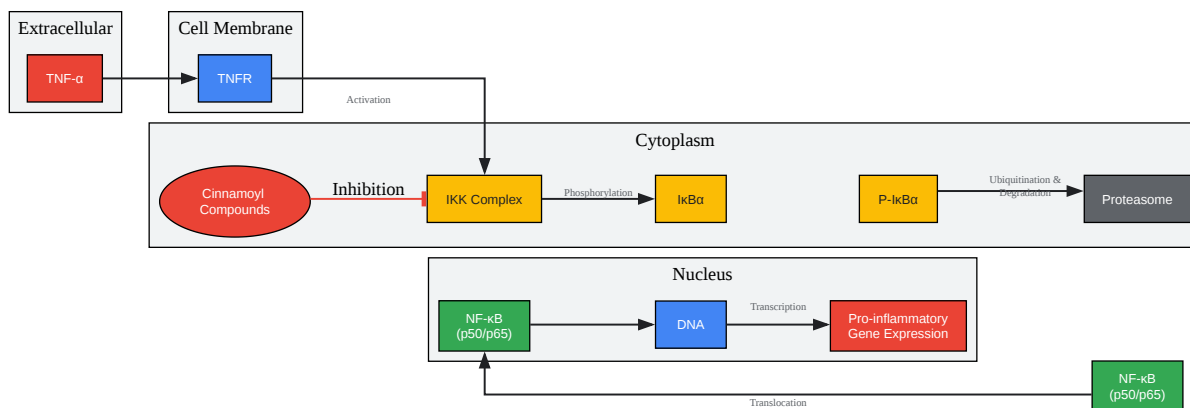 Extracellular
Cell Membrane
TNF-α
TNFR
Activation
Cytoplasm
Cinnamoyl
Compounds
Inhibition
IKK Complex
Phosphorylation
IκBα
P-IκBα
Ubiquitination &
Degradation
Proteasome
Nucleus
NF-κB
(p50/p65)
DNA
Transcription
Pro-inflammatory
Gene Expression
Translocation
NF-κB
(p50/p65)